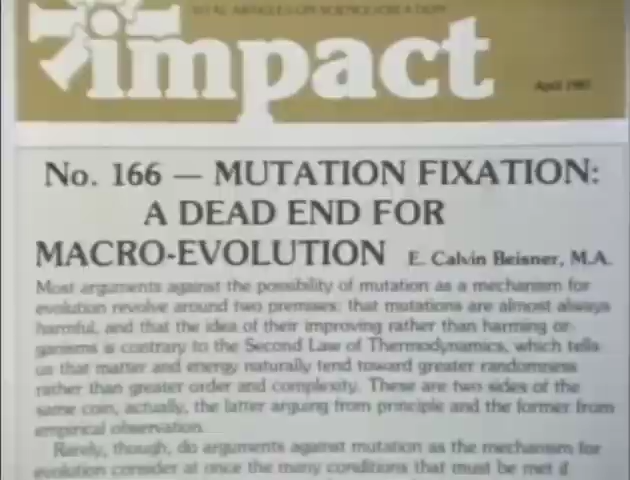 VITAL ARTICLES ON SCIENCE/CREATION
impact
April 1987
No. 166 — MUTATION FIXATION:
A DEAD END FOR
MACRO-EVOLUTION E. Calvin Beisner, M.A.
Most arguments against the possibility of mutation as a mechanism for
evolution revolve around two premises: that mutations are almost always
harmful, and that the idea of their improving rather than harming or-
ganisms is contrary to the Second Law of Thermodynamics, which tells
us that matter and energy naturally tend toward greater randomness
rather than greater order and complexity. These are two sides of the
same coin, actually, the latter arguing from principle and the former from
empirical observation.
Rarely, though, do arguments against mutation as the mechanism for
evolution consider at once the many conditions that must be met if